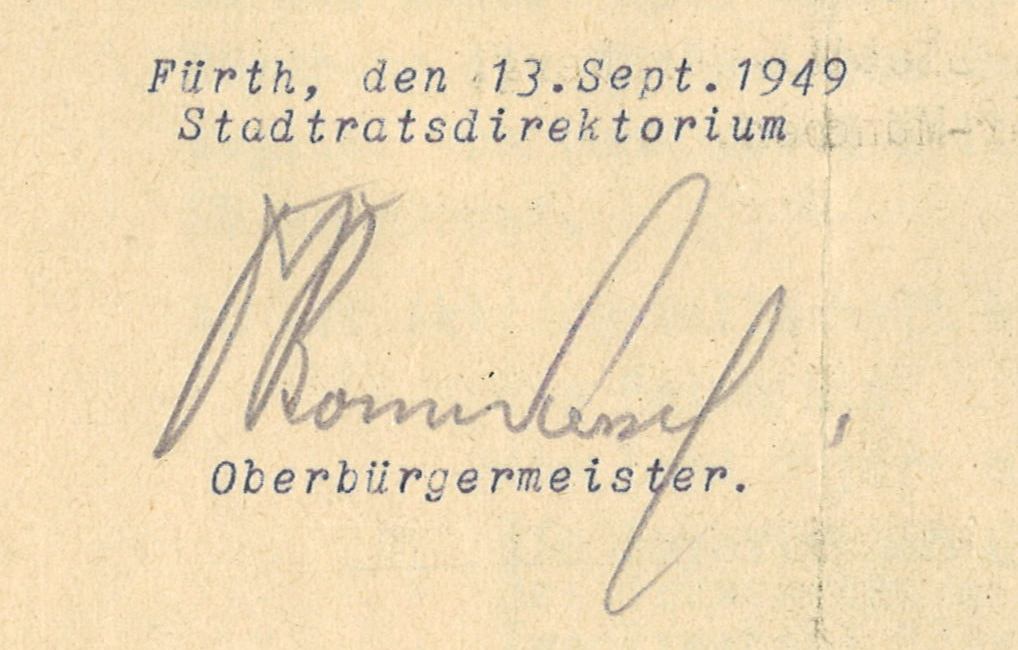 Fürth, den 13.Sept.1949
Stadtratsdirektorium
Oberbürgermeister.